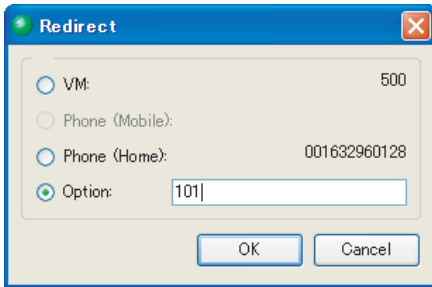 Redirect
VM: 500
Phone (Mobile):
Phone (Home): 001632960128
Option: 101
OK Cancel